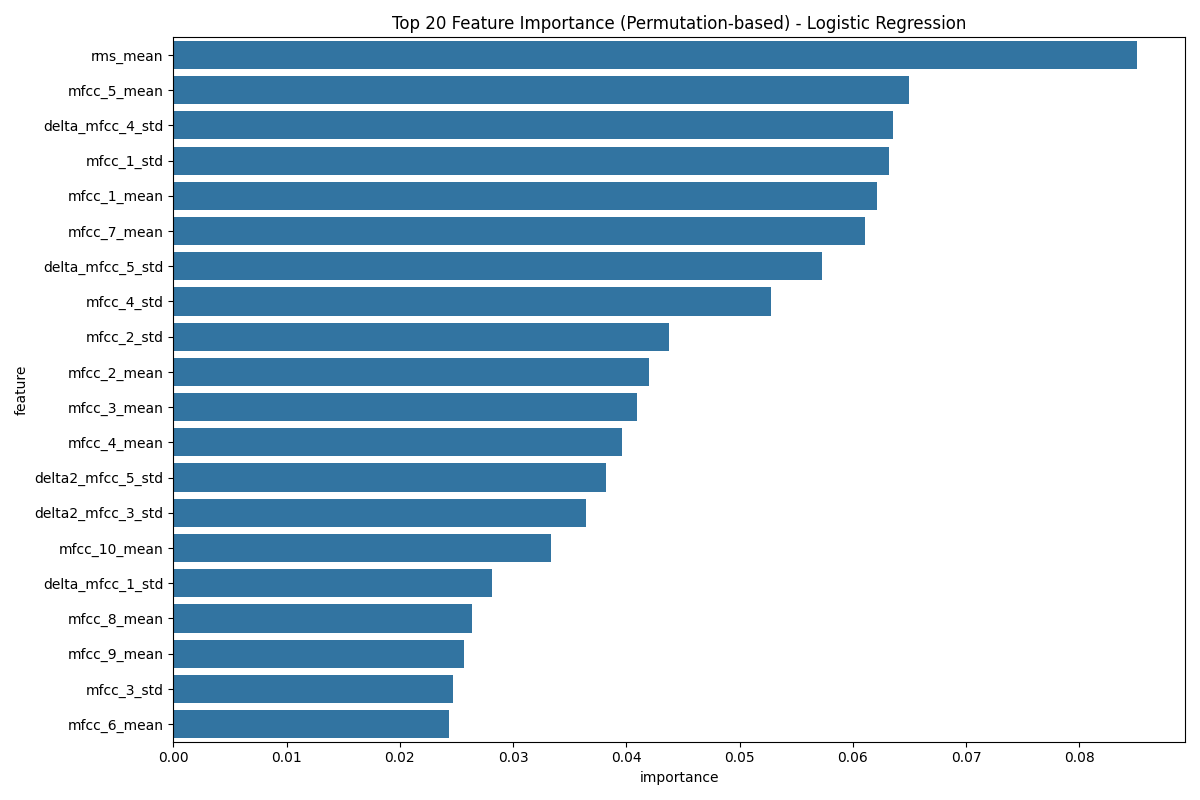 Top 20 Feature Importance (Permutation-based) - Logistic Regression
rms_mean
mfcc_5_mean
delta_mfcc_4_std
mfcc_1_std
mfcc_1_mean
mfcc_7_mean
delta_mfcc_5_std
mfcc_4_std
mfcc_2_std
mfcc_2_mean
mfcc_3_mean
mfcc_4_mean
delta2_mfcc_5_std
delta2_mfcc_3_std
mfcc_10_mean
delta_mfcc_1_std
mfcc_8_mean
mfcc_9_mean
mfcc_3_std
mfcc_6_mean
feature
0.00 0.01 0.02 0.03 0.04 0.05 0.06 0.07 0.08
importance